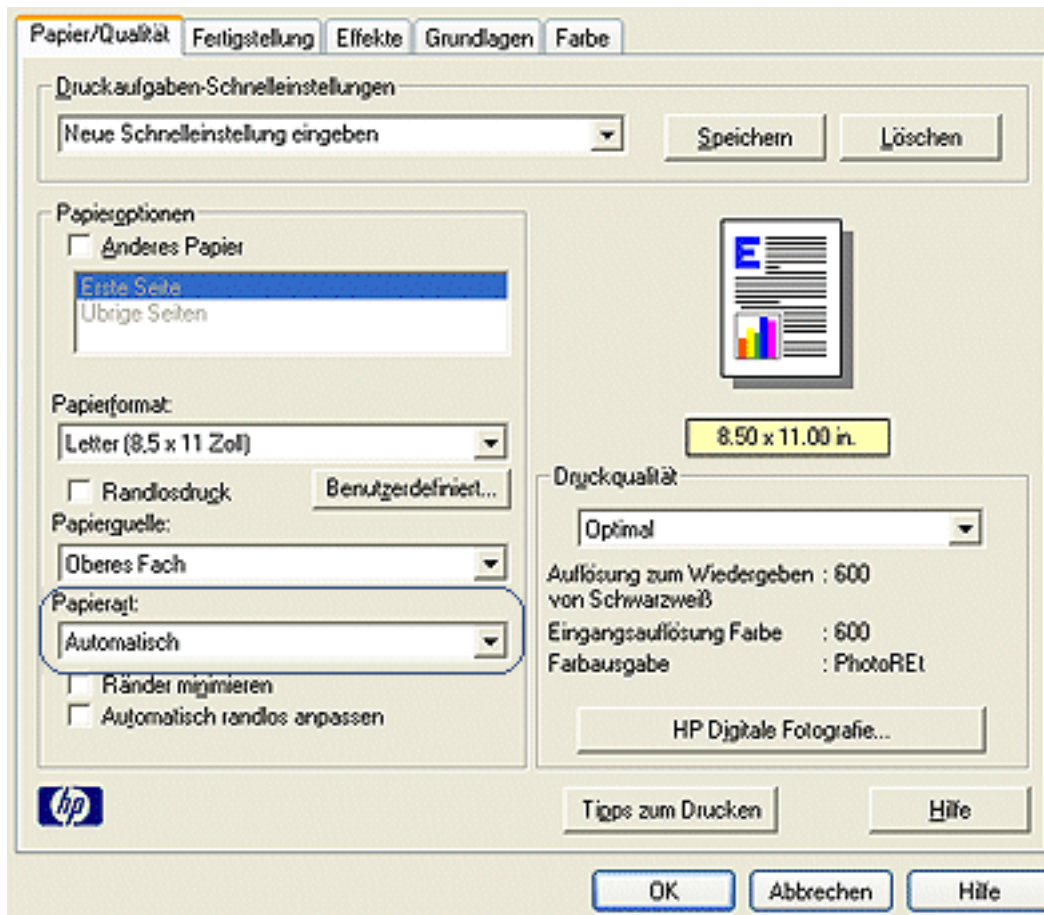 Papier/Qualität Fertigstellung Effekte Grundlagen Farbe
Druckaufgaben-Schnelleinstellungen
Neue Schnelleinstellung eingeben Speichern Löschen
Papieroptionen
Anderes Papier
Erste Seite
Übrige Seiten
E
Papierformat:
Letter (8,5 x 11 Zoll)
8.50 x 11.00 in.
Randlosdruck Benutzerdefiniert...
Papierquelle:
Oberes Fach
Papierart:
Automatisch
Ränder minimieren
Automatisch randlos anpassen
Druckqualität
Optimal
Auflösung zum Wiedergeben : 600
von Schwarzweiß
Eingangsauflösung Farbe : 600
Farbausgabe : PhotoREt
HP Digitale Fotografie...
hp Tipps zum Drucken Hilfe
OK Abbrechen Hilfe